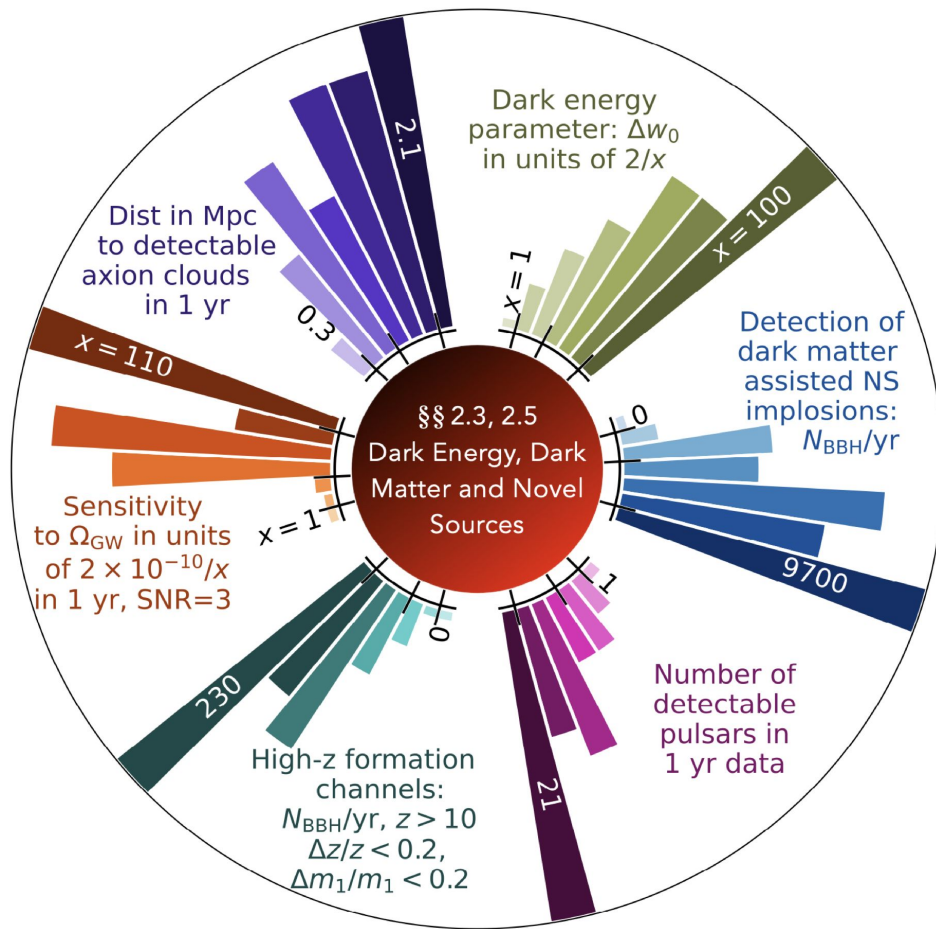 §§ 2.3, 2.5
Dark Energy, Dark
Matter and Novel
Sources
Dark energy
parameter: Δw₀
in units of 2/x
x = 1
x = 100
Detection of
dark matter
assisted NS
implosions:
N_BBH/yr
0
9700
Number of
detectable
pulsars in
1 yr data
1
21
High-z formation
channels:
N_BBH/yr, z > 10
Δz/z < 0.2,
Δm₁/m₁ < 0.2
0
230
Sensitivity
to Ω_GW in units
of 2 × 10⁻¹⁰/x
in 1 yr, SNR=3
x = 1
x = 110
Dist in Mpc
to detectable
axion clouds
in 1 yr
0.3
2.1